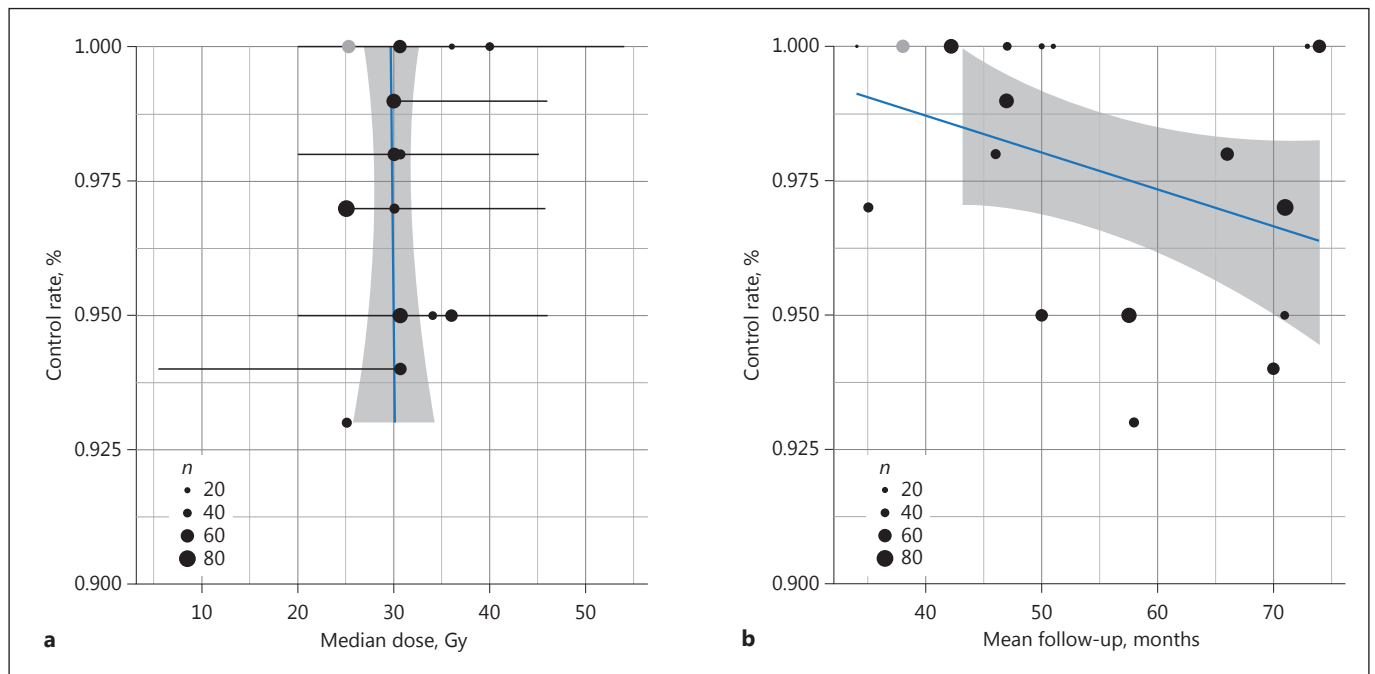 1.000
0.975
0.950
0.925
0.900
Control rate, %
n
20
40
60
80
10 20 30 40 50
Median dose, Gy
a
1.000
0.975
0.950
0.925
0.900
Control rate, %
n
20
40
60
80
40 50 60 70
Mean follow-up, months
b